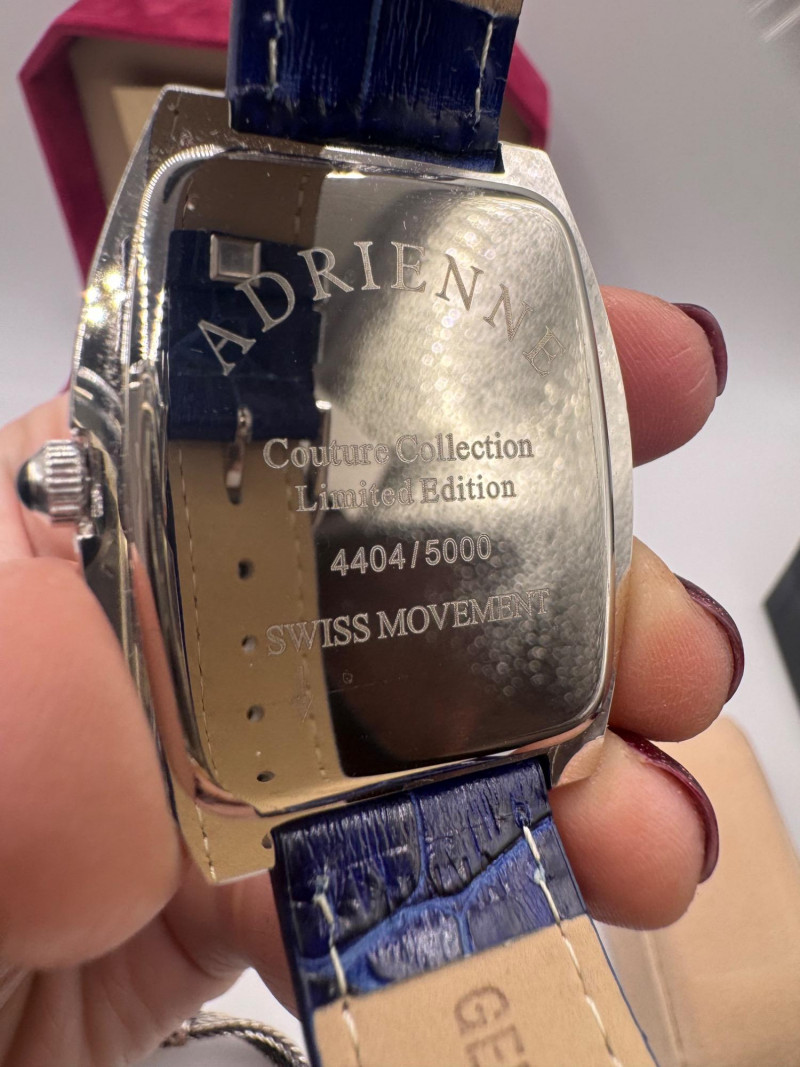 ADRIENNE
Couture Collection
Limited Edition
4404/5000
SWISS MOVEMENT